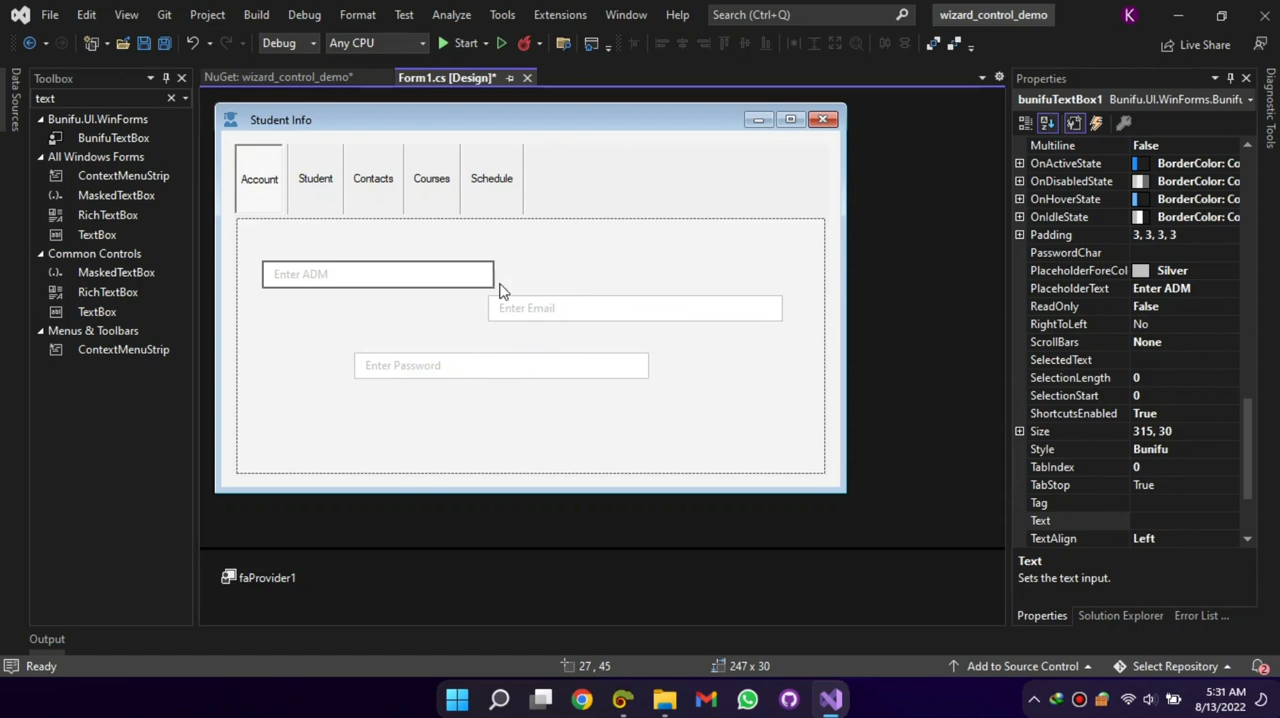 File Edit View Git Project Build Debug Format Test Analyze Tools Extensions Window Help Search (Ctrl+Q) wizard_control_demo K
Debug Any CPU Start Live Share
Data Sources
Toolbox
text
Bunifu.UI.WinForms
BunifuTextBox
All Windows Forms
ContextMenuStrip
MaskedTextBox
RichTextBox
TextBox
Common Controls
MaskedTextBox
RichTextBox
TextBox
Menus & Toolbars
ContextMenuStrip
NuGet: wizard_control_demo* Form1.cs [Design]*
Student Info
Account Student Contacts Courses Schedule
Enter ADM
Enter Email
Enter Password
faProvider1
Properties
bunifuTextBox1 Bunifu.UI.WinForms.Bunif
Multiline False
OnActiveState BorderColor: Co
OnDisabledState BorderColor: Co
OnHoverState BorderColor: Co
OnIdleState BorderColor: Co
Padding 3, 3, 3, 3
PasswordChar
PlaceholderForeCol Silver
PlaceholderText Enter ADM
ReadOnly False
RightToLeft No
ScrollBars None
SelectedText
SelectionLength 0
SelectionStart 0
ShortcutsEnabled True
Size 315, 30
Style Bunifu
TabIndex 0
TabStop True
Tag
Text
TextAlign Left
Text
Sets the text input.
Properties Solution Explorer Error List ...
Diagnostic Tools
Output
Ready 27, 45 247 x 30 Add to Source Control Select Repository 2
5:31 AM
8/13/2022